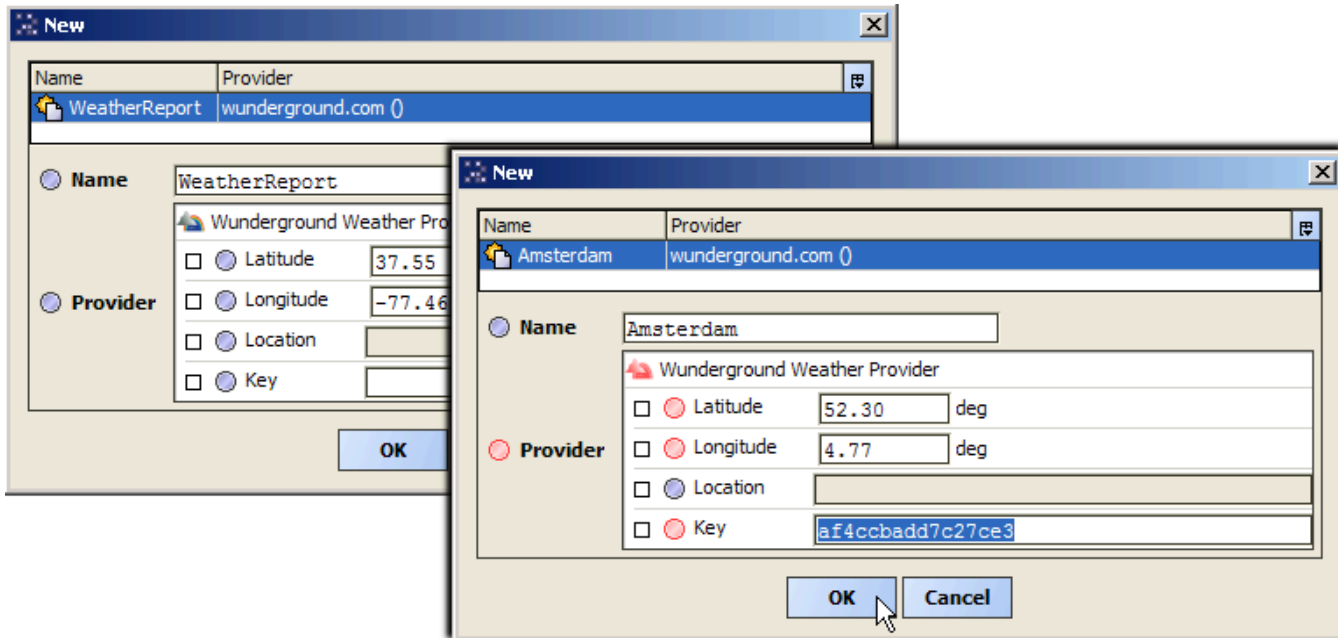 New
Name Provider
WeatherReport wunderground.com ()
Name WeatherReport
Wunderground Weather Pro
Latitude 37.55
Provider Longitude -77.46
Location
Key
OK
New
Name Provider
Amsterdam wunderground.com ()
Name Amsterdam
Wunderground Weather Provider
Latitude 52.30 deg
Provider Longitude 4.77 deg
Location
Key af4ccbadd7c27ce3
OK Cancel